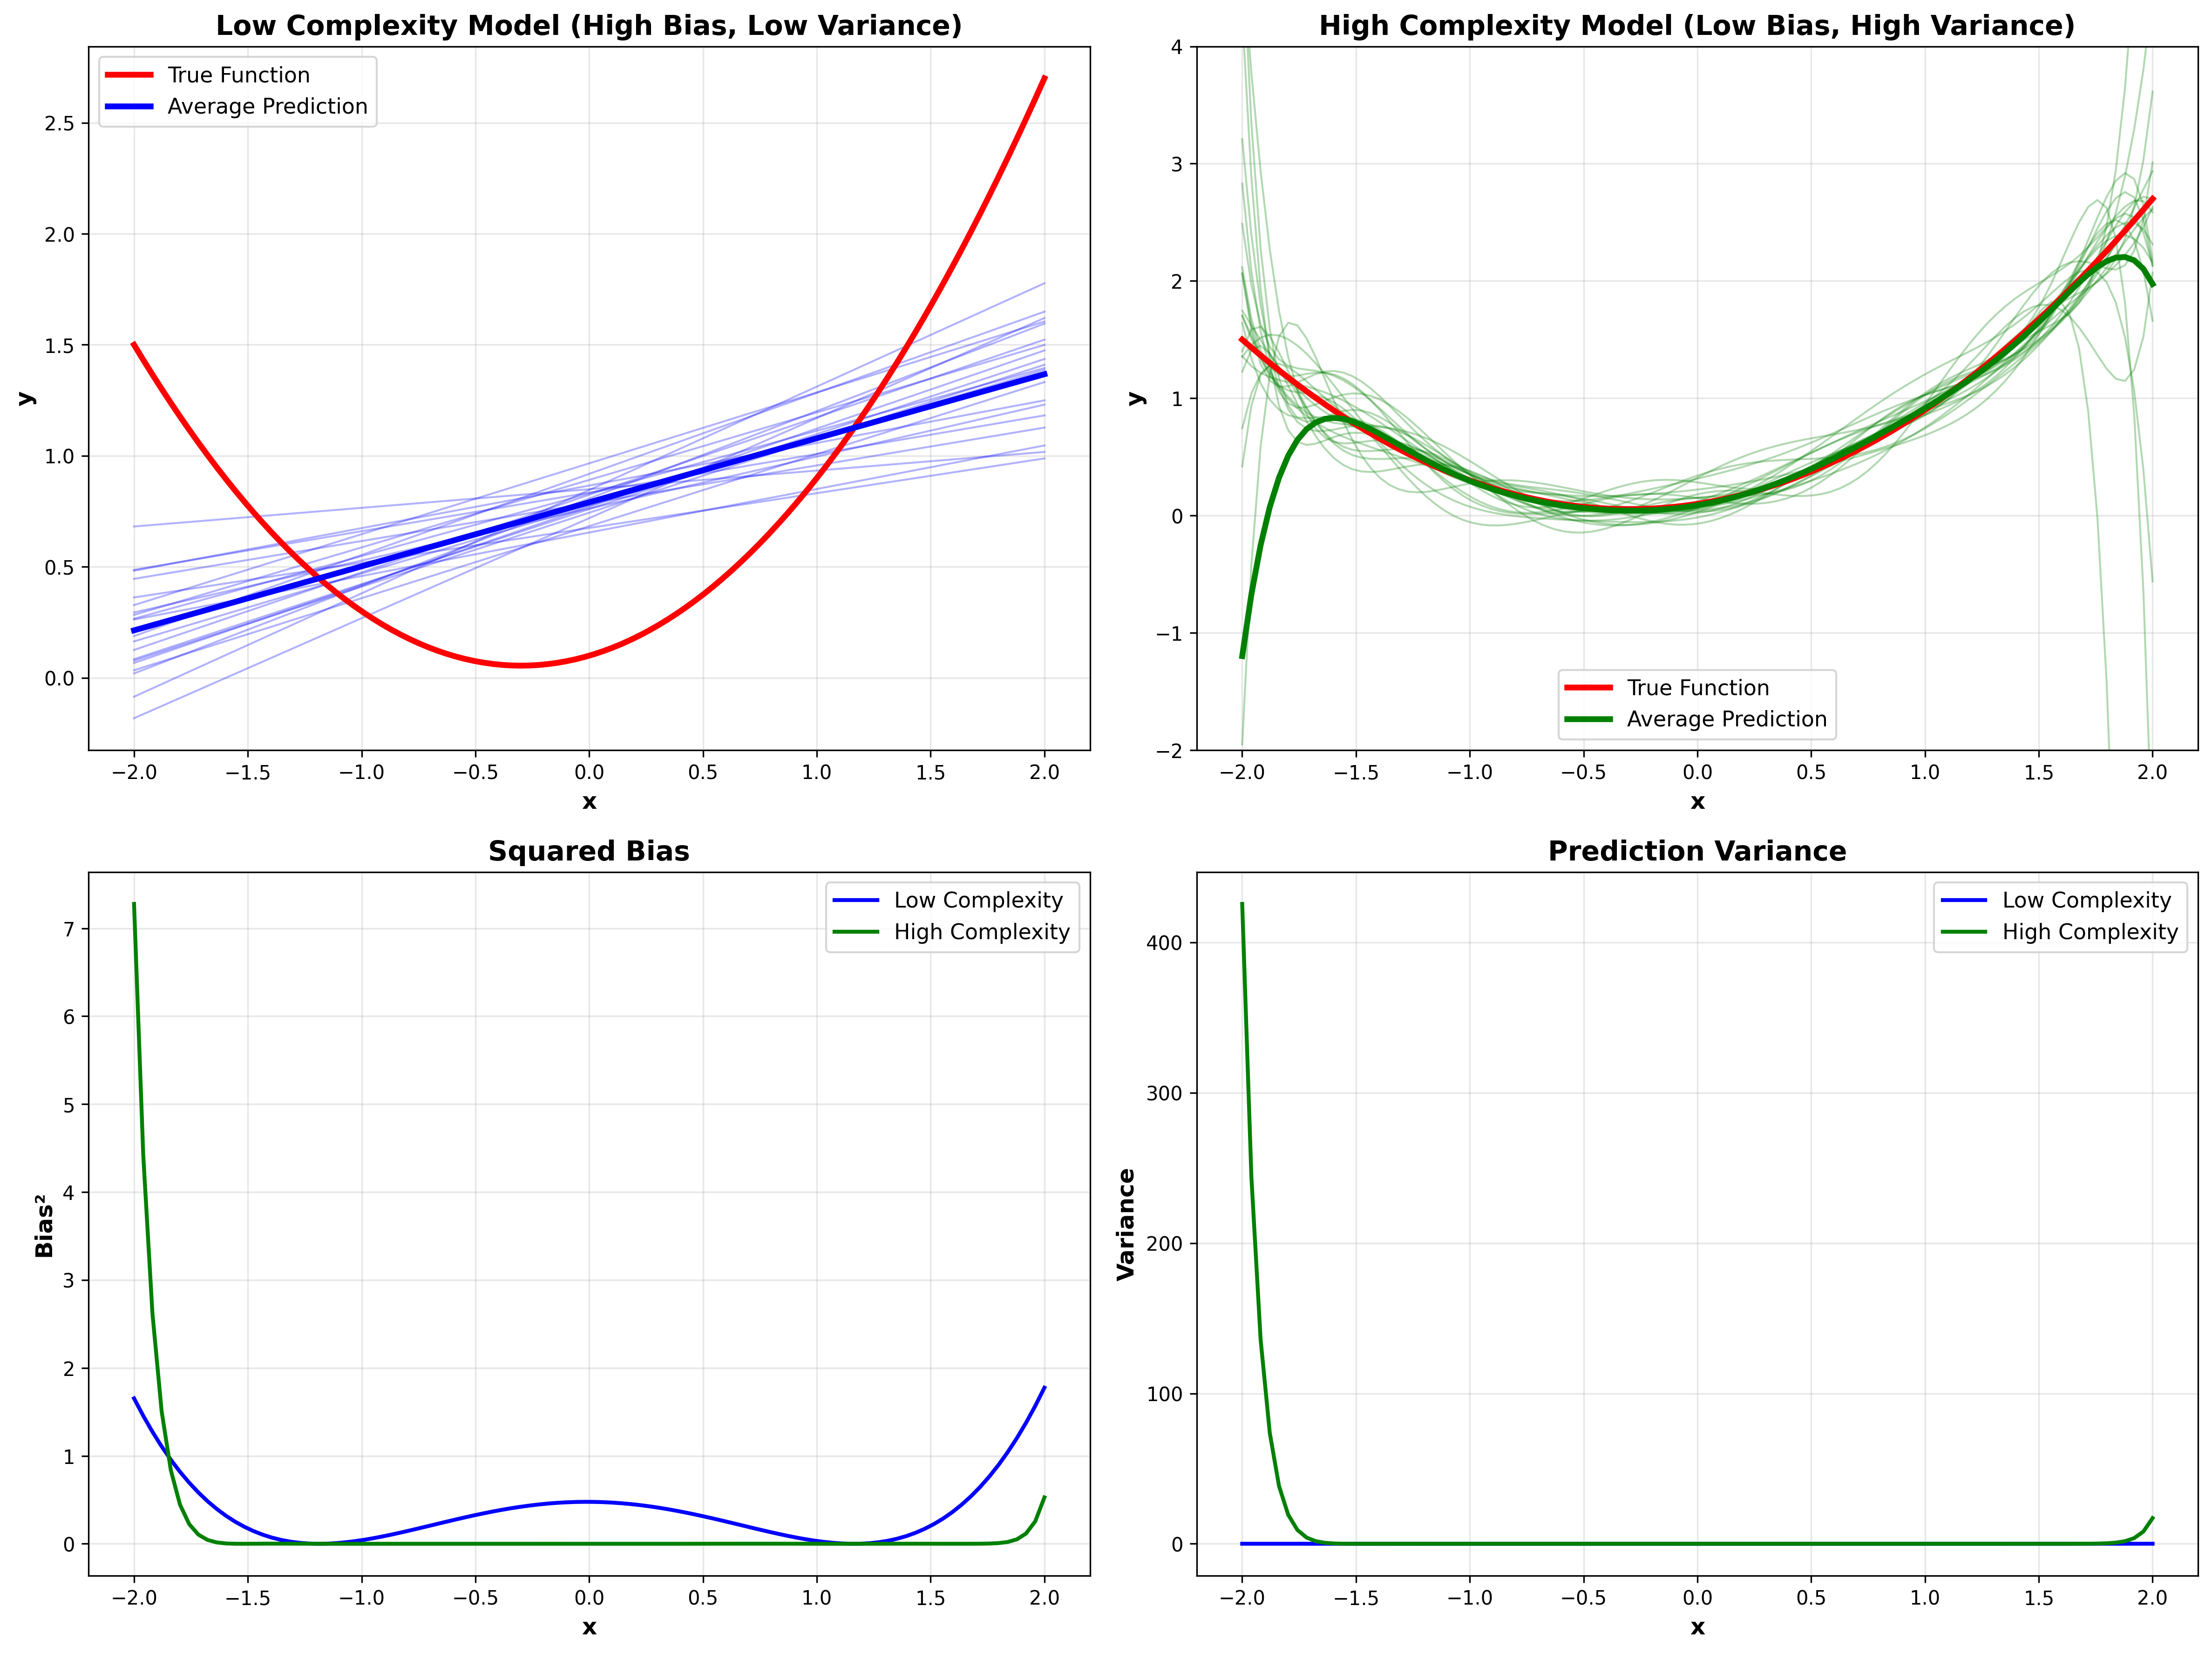 Low Complexity Model (High Bias, Low Variance)
True Function
Average Prediction
2.5
2.0
1.5
1.0
0.5
0.0
y
−2.0 −1.5 −1.0 −0.5 0.0 0.5 1.0 1.5 2.0
x
High Complexity Model (Low Bias, High Variance)
4
3
2
1
0
−1
−2
y
True Function
Average Prediction
−2.0 −1.5 −1.0 −0.5 0.0 0.5 1.0 1.5 2.0
x
Squared Bias
Low Complexity
High Complexity
7
6
5
4
3
2
1
0
Bias²
−2.0 −1.5 −1.0 −0.5 0.0 0.5 1.0 1.5 2.0
x
Prediction Variance
Low Complexity
High Complexity
400
300
200
100
0
Variance
−2.0 −1.5 −1.0 −0.5 0.0 0.5 1.0 1.5 2.0
x